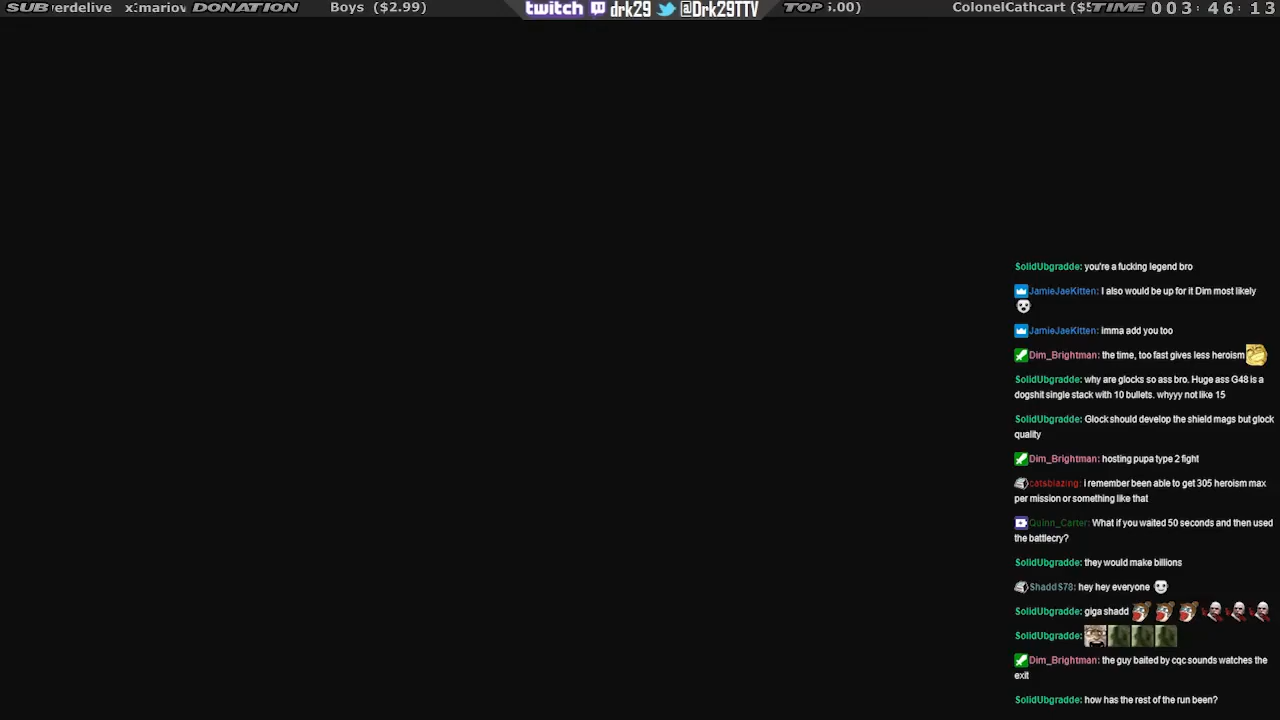 SUB erdelive x3mariov DONATION Boys ($2.99) twitch drk29 @Drk29TTV TOP .00) ColonelCathcart ($5 TIME 003:46:13
SolidUbgradde: you're a fucking legend bro
JamieJaeKitten: I also would be up for it Dim most likely
JamieJaeKitten: imma add you too
Dim_Brightman: the time, too fast gives less heroism
SolidUbgradde: why are glocks so ass bro. Huge ass G48 is a
dogshit single stack with 10 bullets. whyyy not like 15
SolidUbgradde: Glock should develop the shield mags but glock
quality
Dim_Brightman: hosting pupa type 2 fight
catsblazing: i remember been able to get 305 heroism max
per mission or something like that
Quinn_Carter: What if you waited 50 seconds and then used
the battlecry?
SolidUbgradde: they would make billions
ShaddS78: hey hey everyone
SolidUbgradde: giga shadd
SolidUbgradde:
Dim_Brightman: the guy baited by cqc sounds watches the
exit
SolidUbgradde: how has the rest of the run been?